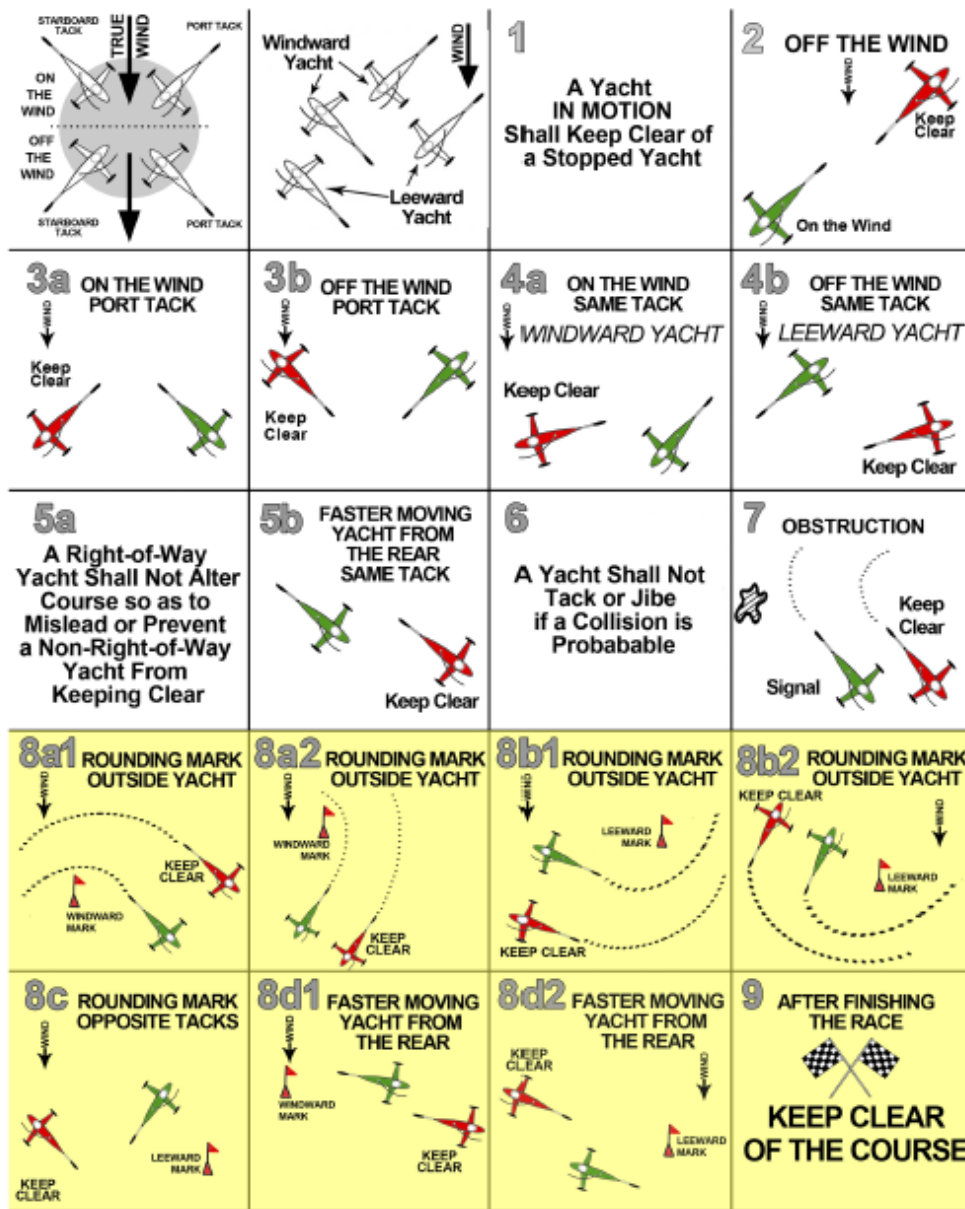 STARBOARD
TACK
TRUE
WIND
PORT TACK
ON
THE
WIND
OFF
THE
WIND
STARBOARD
TACK
PORT TACK
Windward
Yacht
WIND
Leeward
Yacht
1
A Yacht
IN MOTION
Shall Keep Clear of
a Stopped Yacht
2
OFF THE WIND
WIND
Keep
Clear
On the Wind
3a
ON THE WIND
PORT TACK
WIND
Keep
Clear
3b
OFF THE WIND
PORT TACK
WIND
Keep
Clear
4a
ON THE WIND
SAME TACK
WINDWARD YACHT
WIND
Keep Clear
4b
OFF THE WIND
SAME TACK
LEEWARD YACHT
WIND
Keep Clear
5a
A Right-of-Way
Yacht Shall Not Alter
Course so as to
Mislead or Prevent
a Non-Right-of-Way
Yacht From
Keeping Clear
5b
FASTER MOVING
YACHT FROM
THE REAR
SAME TACK
Keep Clear
6
A Yacht Shall Not
Tack or Jibe
if a Collision is
Probabable
7
OBSTRUCTION
Keep
Clear
Signal
8a1
ROUNDING MARK
OUTSIDE YACHT
WIND
KEEP
CLEAR
WINDWARD
MARK
8a2
ROUNDING MARK
OUTSIDE YACHT
WIND
WINDWARD
MARK
KEEP
CLEAR
8b1
ROUNDING MARK
OUTSIDE YACHT
WIND
LEEWARD
MARK
KEEP CLEAR
8b2
ROUNDING MARK
OUTSIDE YACHT
KEEP CLEAR
WIND
LEEWARD
MARK
8c
ROUNDING MARK
OPPOSITE TACKS
WIND
KEEP
CLEAR
LEEWARD
MARK
8d1
FASTER MOVING
YACHT FROM
THE REAR
WIND
WINDWARD
MARK
KEEP
CLEAR
8d2
FASTER MOVING
YACHT FROM
THE REAR
KIEEP
CLEAR
WIND
LEEWARD
MARK
9
AFTER FINISHING
THE RACE
KEEP CLEAR
OF THE COURSE